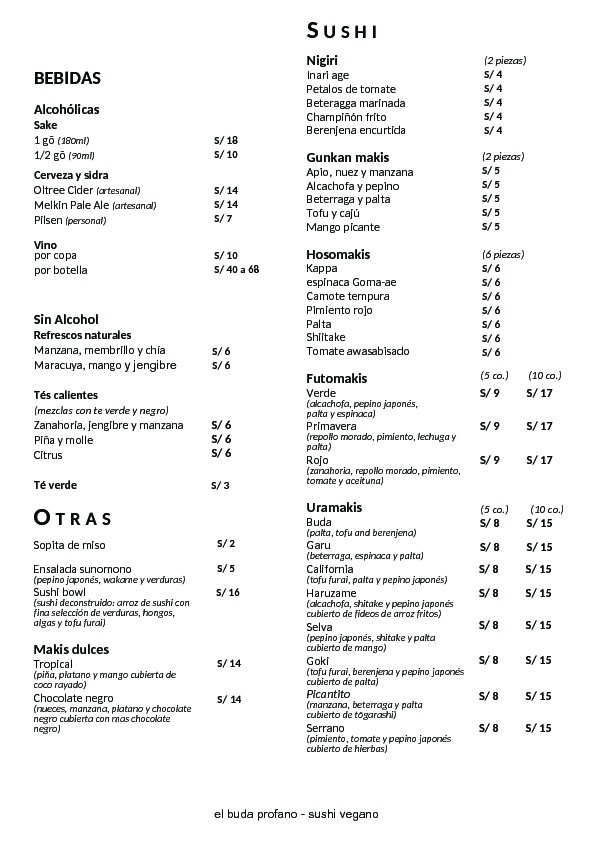 BEBIDAS
Alcohólicas
Sake
1 gō (180ml) S/ 18
1/2 gō (90ml) S/ 10
Cerveza y sidra
Oltree Cider (artesanal) S/ 14
Melkin Pale Ale (artesanal) S/ 14
Pilsen (personal) S/ 7
Vino
por copa S/ 10
por botella S/ 40 a 68
Sin Alcohol
Refrescos naturales
Manzana, membrillo y chía S/ 6
Maracuya, mango y jengibre S/ 6
Tés calientes
(mezclas con te verde y negro)
Zanahoria, jengibre y manzana S/ 6
Piña y molle S/ 6
Citrus S/ 6
Té verde S/ 3
OTRAS
Sopita de miso S/ 2
Ensalada sunomono S/ 5
(pepino japonés, wakame y verduras)
Sushi bowl S/ 16
(sushi deconstruido: arroz de sushi con
fina selección de verduras, hongos,
algas y tofu furai)
Makis dulces
Tropical S/ 14
(piña, platano y mango cubierta de
coco rayado)
Chocolate negro S/ 14
(nueces, manzana, platano y chocolate
negro cubierta con mas chocolate
negro)
SUSHI
Nigiri (2 piezas)
Inari age S/ 4
Petalos de tomate S/ 4
Beteragga marinada S/ 4
Champiñón frito S/ 4
Berenjena encurtida S/ 4
Gunkan makis (2 piezas)
Apio, nuez y manzana S/ 5
Alcachofa y pepino S/ 5
Beterraga y palta S/ 5
Tofu y cajú S/ 5
Mango picante S/ 5
Hosomakis (6 piezas)
Kappa S/ 6
espinaca Goma-ae S/ 6
Camote tempura S/ 6
Pimiento rojo S/ 6
Palta S/ 6
Shiitake S/ 6
Tomate awasabisado S/ 6
Futomakis (5 co.) (10 co.)
Verde S/ 9 S/ 17
(alcachofa, pepino japonés,
palta y espinaca)
Primavera S/ 9 S/ 17
(repollo morado, pimiento, lechuga y
palta)
Rojo S/ 9 S/ 17
(zanahoria, repollo morado, pimiento,
tomate y aceituna)
Uramakis (5 co.) (10 co.)
Buda S/ 8 S/ 15
(palta, tofu and berenjena)
Garu S/ 8 S/ 15
(beterraga, espinaca y palta)
California S/ 8 S/ 15
(tofu furai, palta y pepino japonés)
Haruzame S/ 8 S/ 15
(alcachofa, shitake y pepino japonés
cubierto de fideos de arroz fritos)
Selva S/ 8 S/ 15
(pepino japonés, shitake y palta
cubierto de mango)
Goki S/ 8 S/ 15
(tofu furai, berenjena y pepino japonés
cubierto de palta)
Picantito S/ 8 S/ 15
(manzana, beterraga y palta
cubierto de tōgarashi)
Serrano S/ 8 S/ 15
(pimiento, tomate y pepino japonés
cubierto de hierbas)
el buda profano - sushi vegano